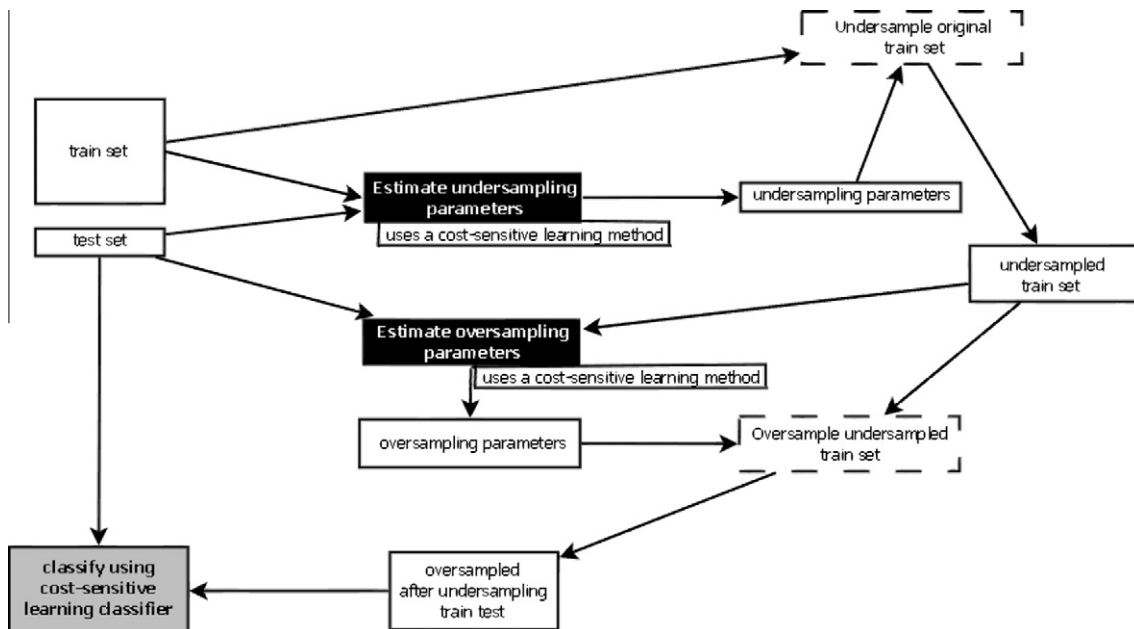 Undersample original
train set
train set
Estimate undersampling
parameters
uses a cost-sensitive learning method
undersampling parameters
test set
undersampled
train set
Estimate oversampling
parameters
uses a cost-sensitive learning method
oversampling parameters
Oversample undersampled
train set
classify using
cost-sensitive
learning classifier
oversampled
after undersampling
train test